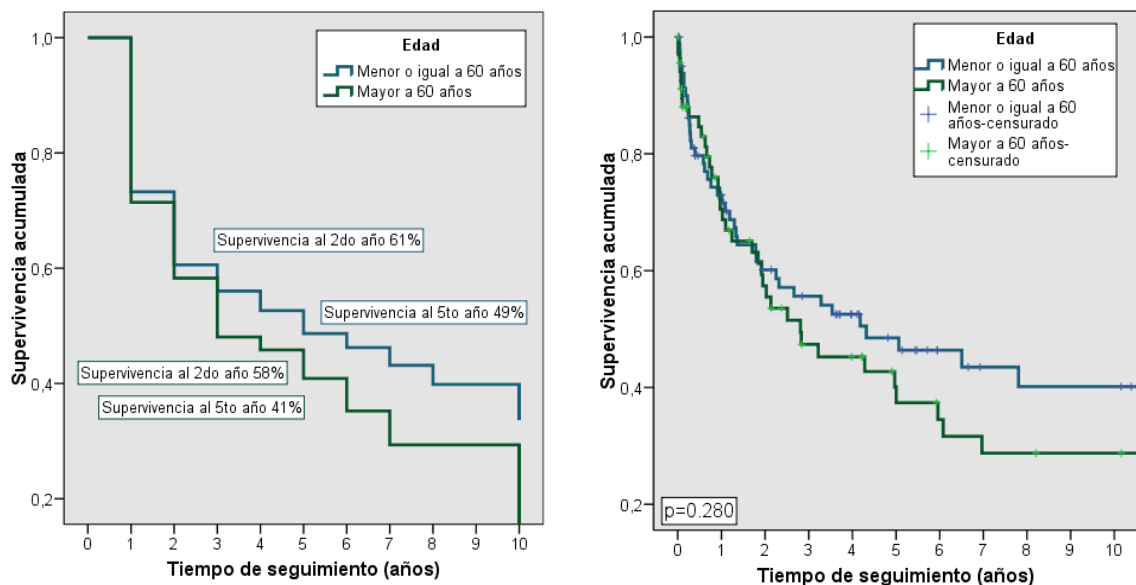 Supervivencia acumulada
1,0
0,8
0,6
0,4
0,2
Edad
Menor o igual a 60 años
Mayor a 60 años
Supervivencia al 2do año 61%
Supervivencia al 5to año 49%
Supervivencia al 2do año 58%
Supervivencia al 5to año 41%
0 1 2 3 4 5 6 7 8 9 10
Tiempo de seguimiento (años)
Supervivencia acumulada
1,0
0,8
0,6
0,4
0,2
Edad
Menor o igual a 60 años
Mayor a 60 años
Menor o igual a 60
años-censurado
Mayor a 60 años-
censurado
p=0.280
0 1 2 3 4 5 6 7 8 9 10
Tiempo de seguimiento (años)